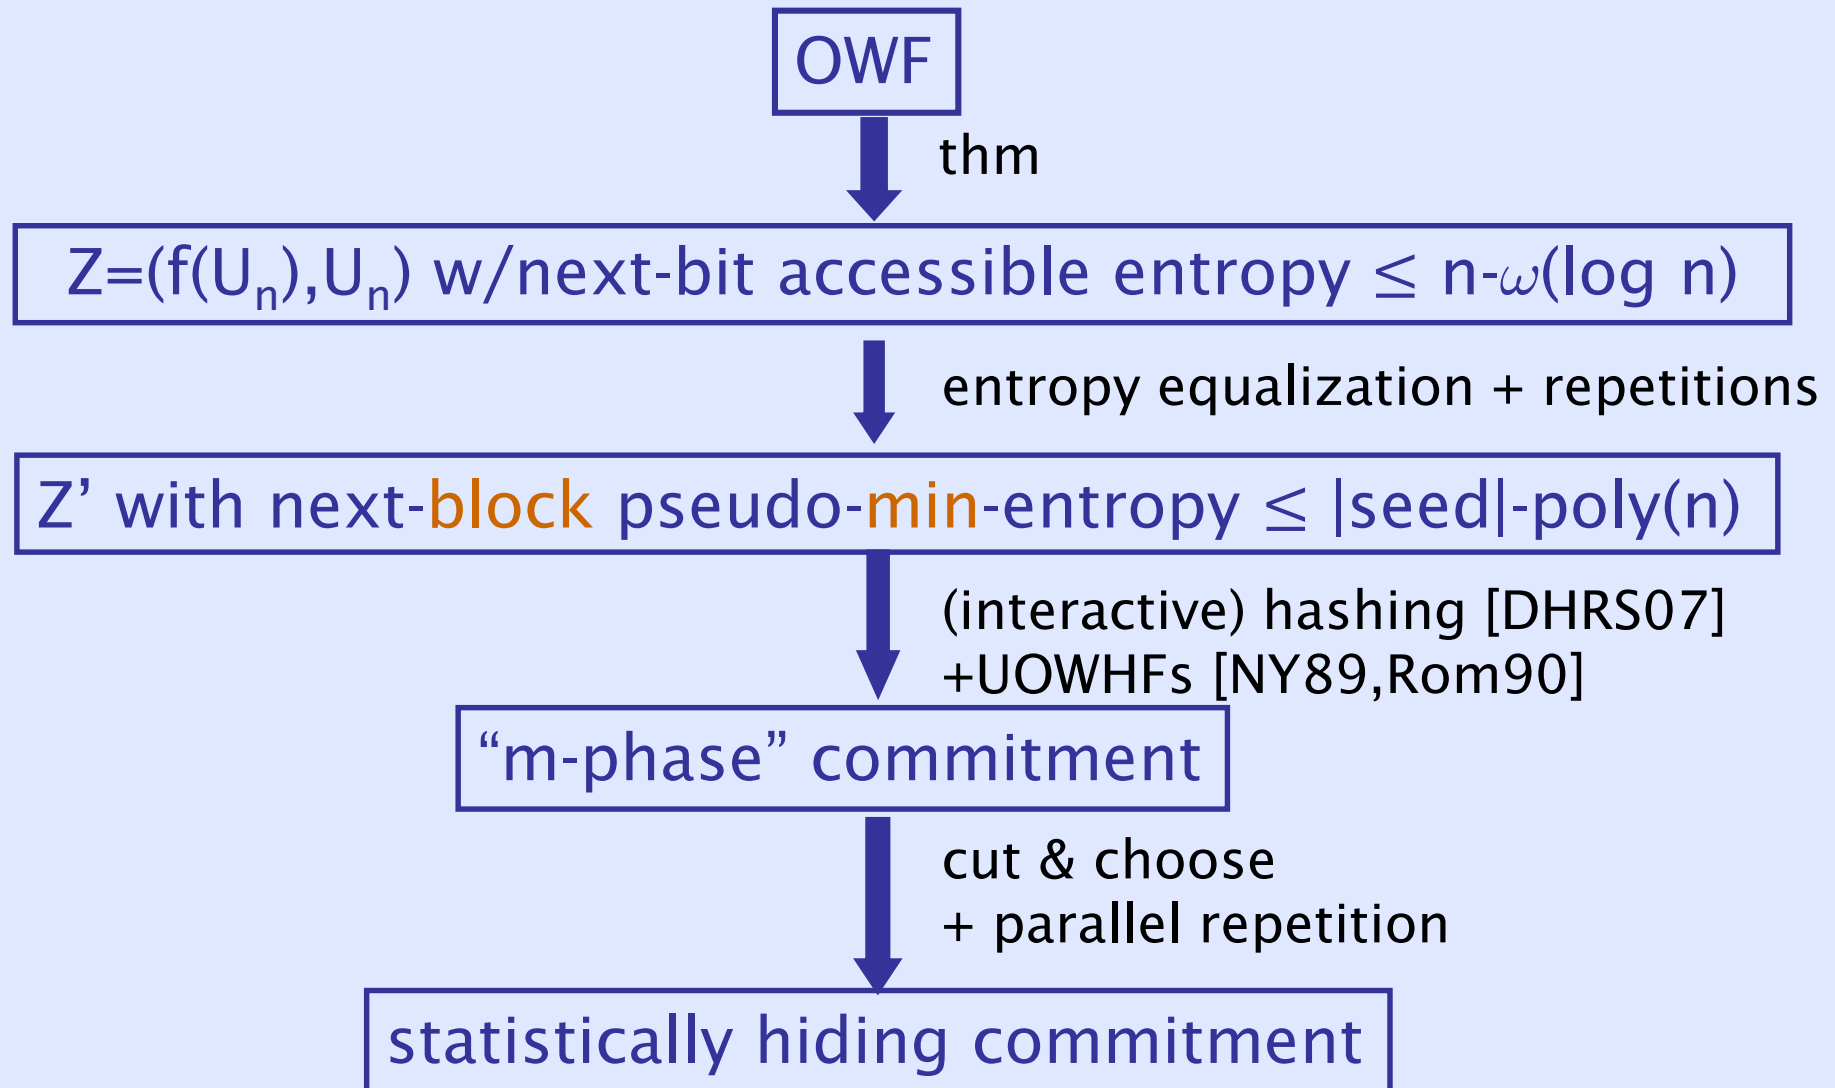 OWF
thm
Z=(f(Uₙ),Uₙ) w/next-bit accessible entropy ≤ n-ω(log n)
entropy equalization + repetitions
Z’ with next-block pseudo-min-entropy ≤ |seed|-poly(n)
(interactive) hashing [DHRS07]
+UOWHFs [NY89,Rom90]
“m-phase” commitment
cut & choose
+ parallel repetition
statistically hiding commitment